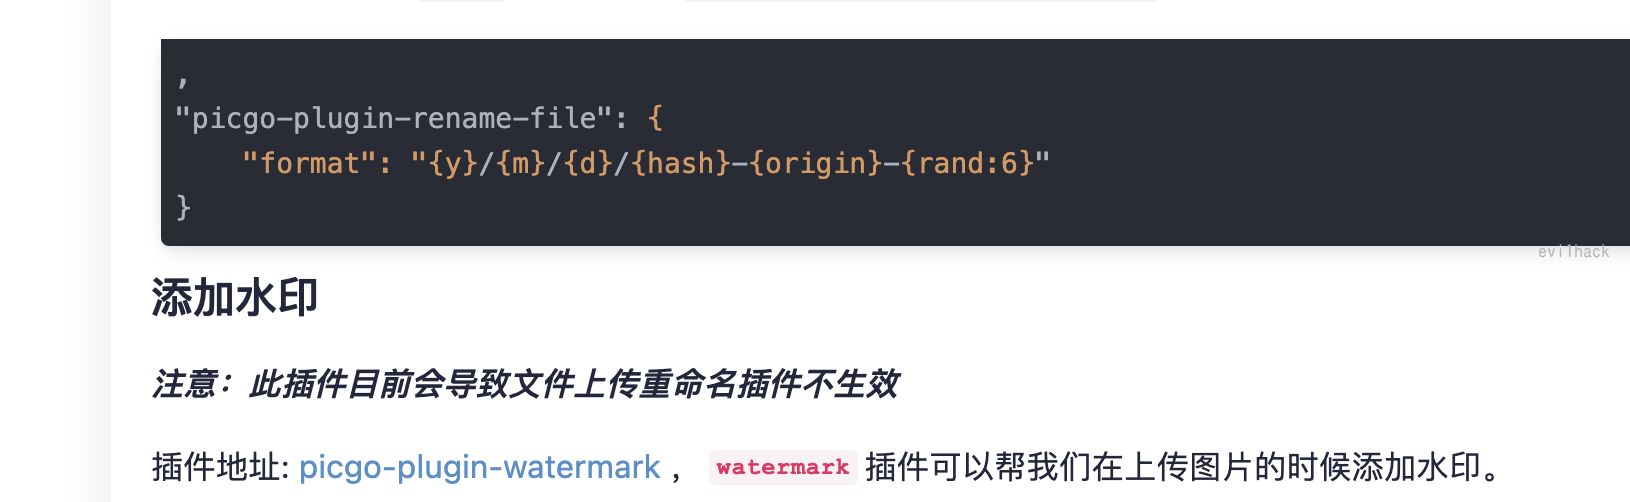 ,
"picgo-plugin-rename-file": {
"format": "{y}/{m}/{d}/{hash}-{origin}-{rand:6}"
}
evilhack
添加水印
注意：此插件目前会导致文件上传重命名插件不生效
插件地址: picgo-plugin-watermark ， watermark 插件可以帮我们在上传图片的时候添加水印。